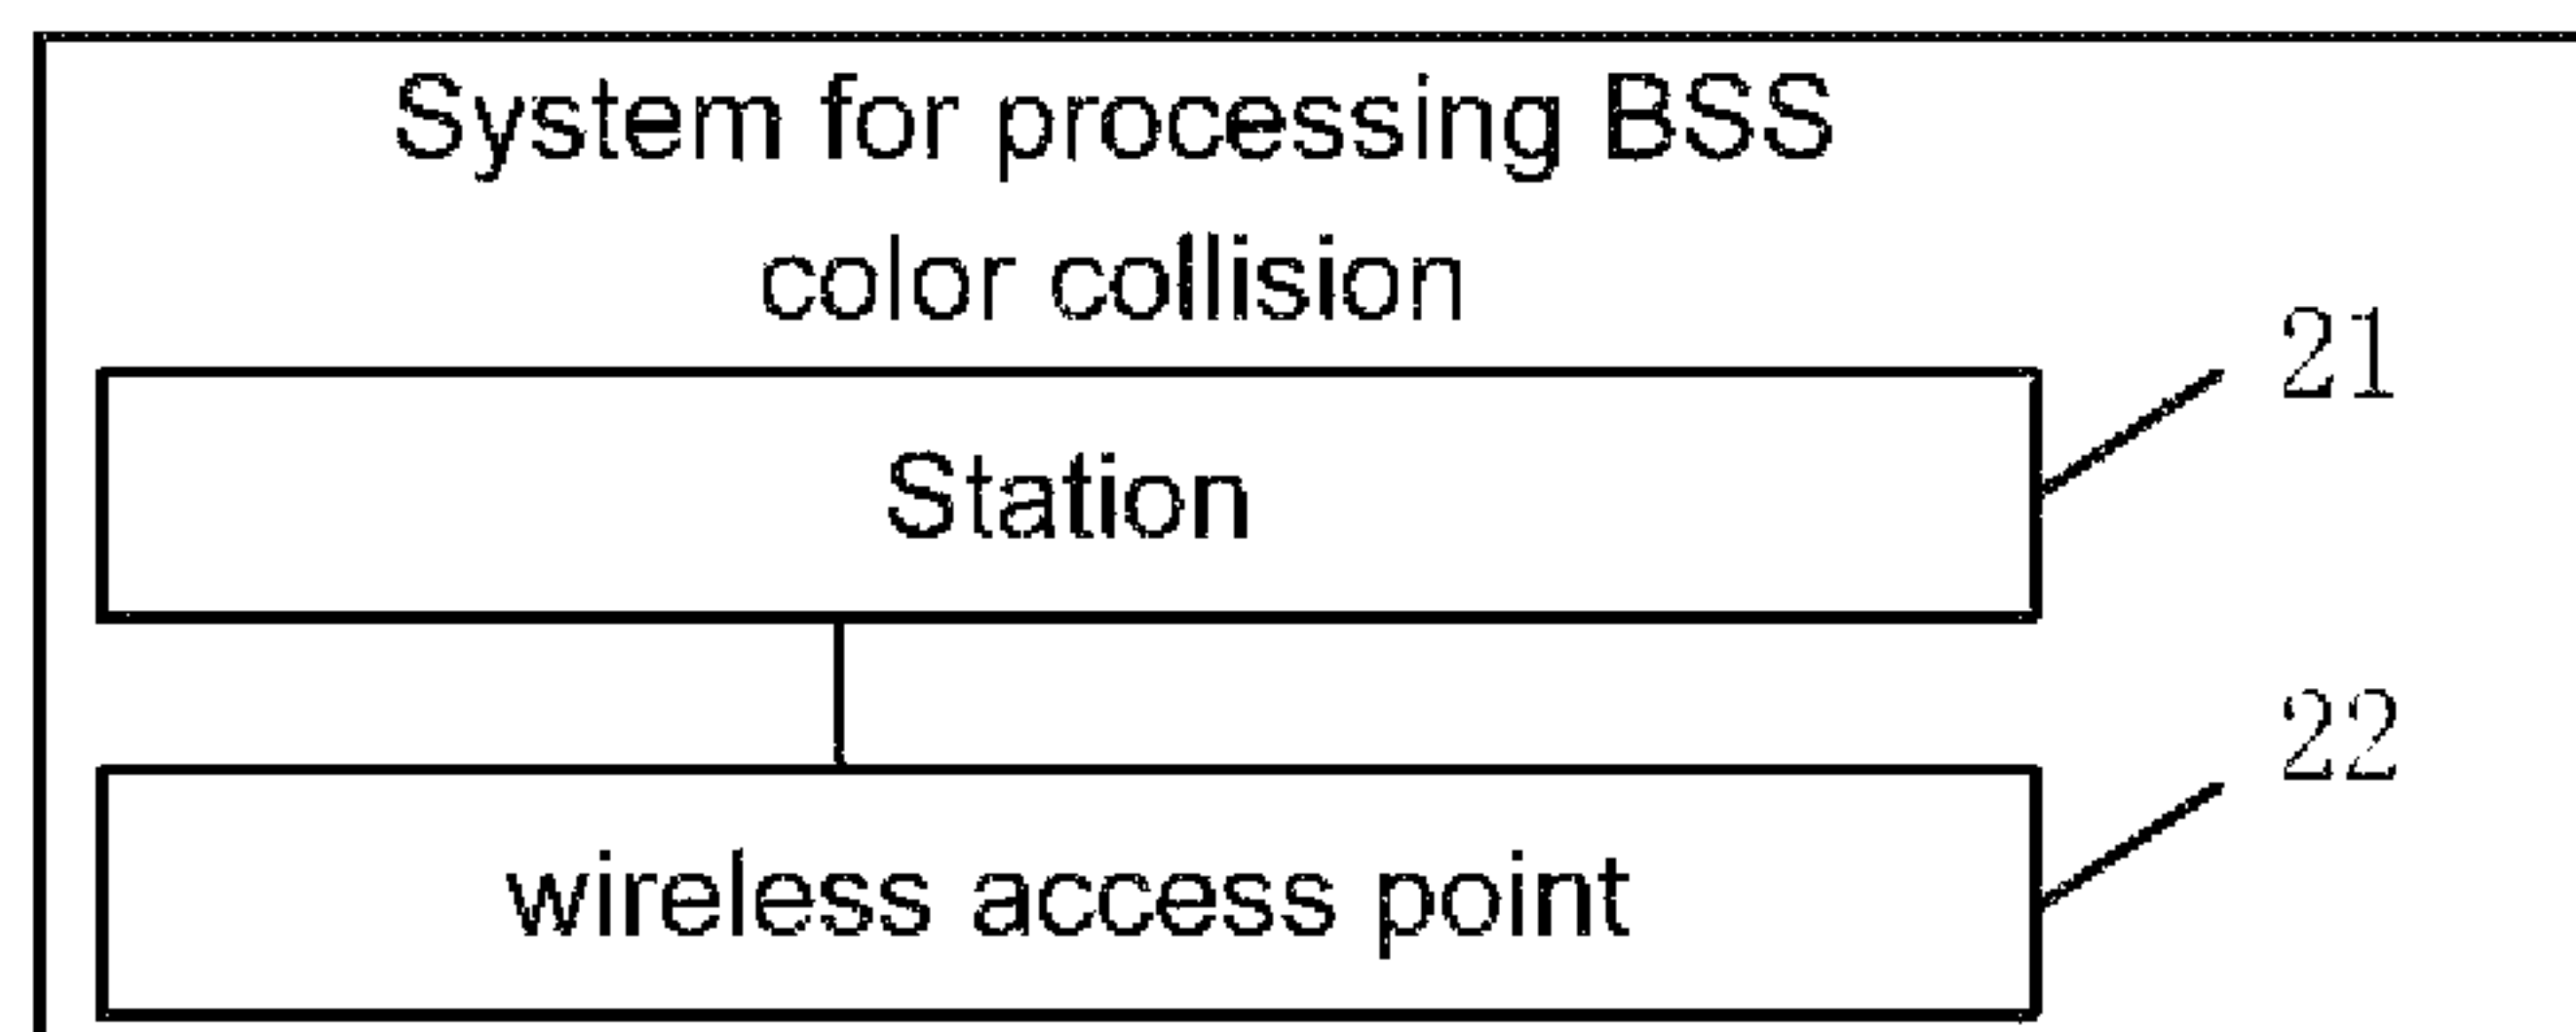 System for processing BSS
color collision
21
Station
22
wireless access point